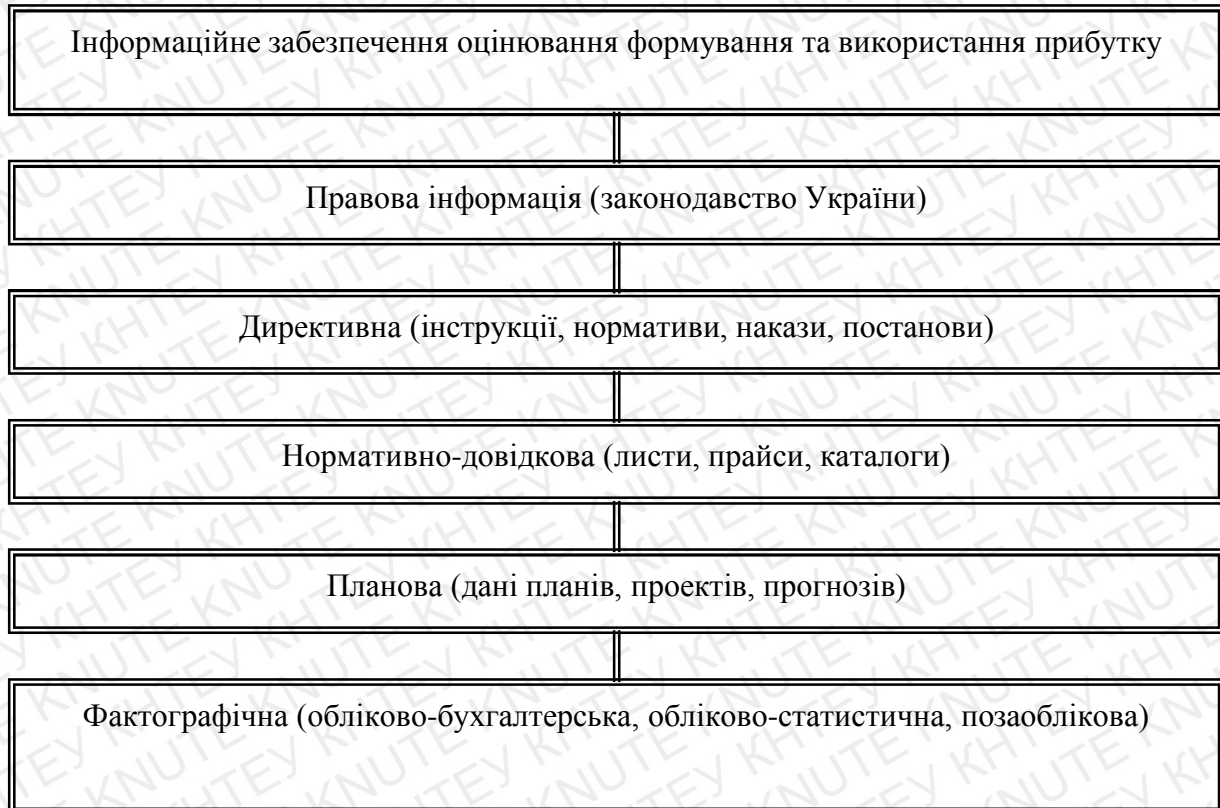 Інформаційне забезпечення оцінювання формування та використання прибутку
Правова інформація (законодавство України)
Директивна (інструкції, нормативи, накази, постанови)
Нормативно-довідкова (листи, прайси, каталоги)
Планова (дані планів, проектів, прогнозів)
Фактографічна (обліково-бухгалтерська, обліково-статистична, позаоблікова)